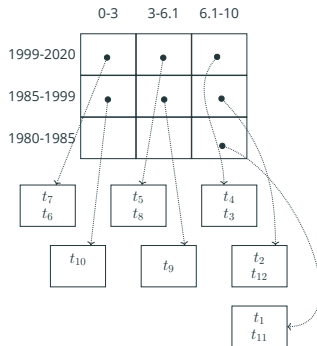 0-3 3-6.1 6.1-10
1999-2020
1985-1999
1980-1985
t₇ t₅ t₄
t₆ t₈ t₃
t₁₀ t₉ t₂
t₁₂
t₁
t₁₁